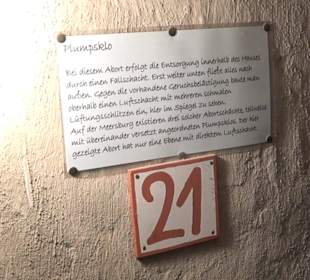 Plumpsklo
Bei diesem Abort erfolgt die Entsorgung innerhalb des Hauses
durch einen Fallschacht. Erst weiter unten fließt alles nach
außen. Gegen die vorhandene Geruchsbelästigung baute man
oberhalb einen Luftschacht mit mehreren schmalen
Lüftungsschlitzen ein, hier im Spiegel zu sehen.
Auf der Meersburg existieren drei solcher Abortschächte, teilweise
mit übereinander versetzt angeordneten Plumpsklos. Der hier
gezeigte Abort hat nur eine Ebene mit direktem Luftschacht.
21